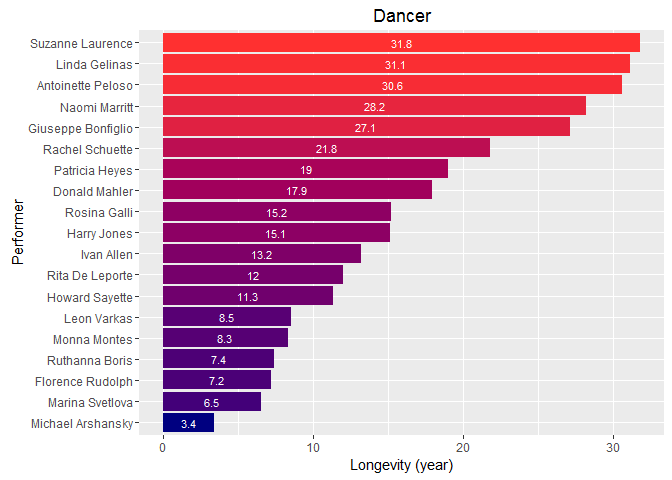 Dancer
Performer
Suzanne Laurence 31.8
Linda Gelinas 31.1
Antoinette Peloso 30.6
Naomi Marritt 28.2
Giuseppe Bonfiglio 27.1
Rachel Schuette 21.8
Patricia Heyes 19
Donald Mahler 17.9
Rosina Galli 15.2
Harry Jones 15.1
Ivan Allen 13.2
Rita De Leporte 12
Howard Sayette 11.3
Leon Varkas 8.5
Monna Montes 8.3
Ruthanna Boris 7.4
Florence Rudolph 7.2
Marina Svetlova 6.5
Michael Arshansky 3.4
0 10 20 30
Longevity (year)